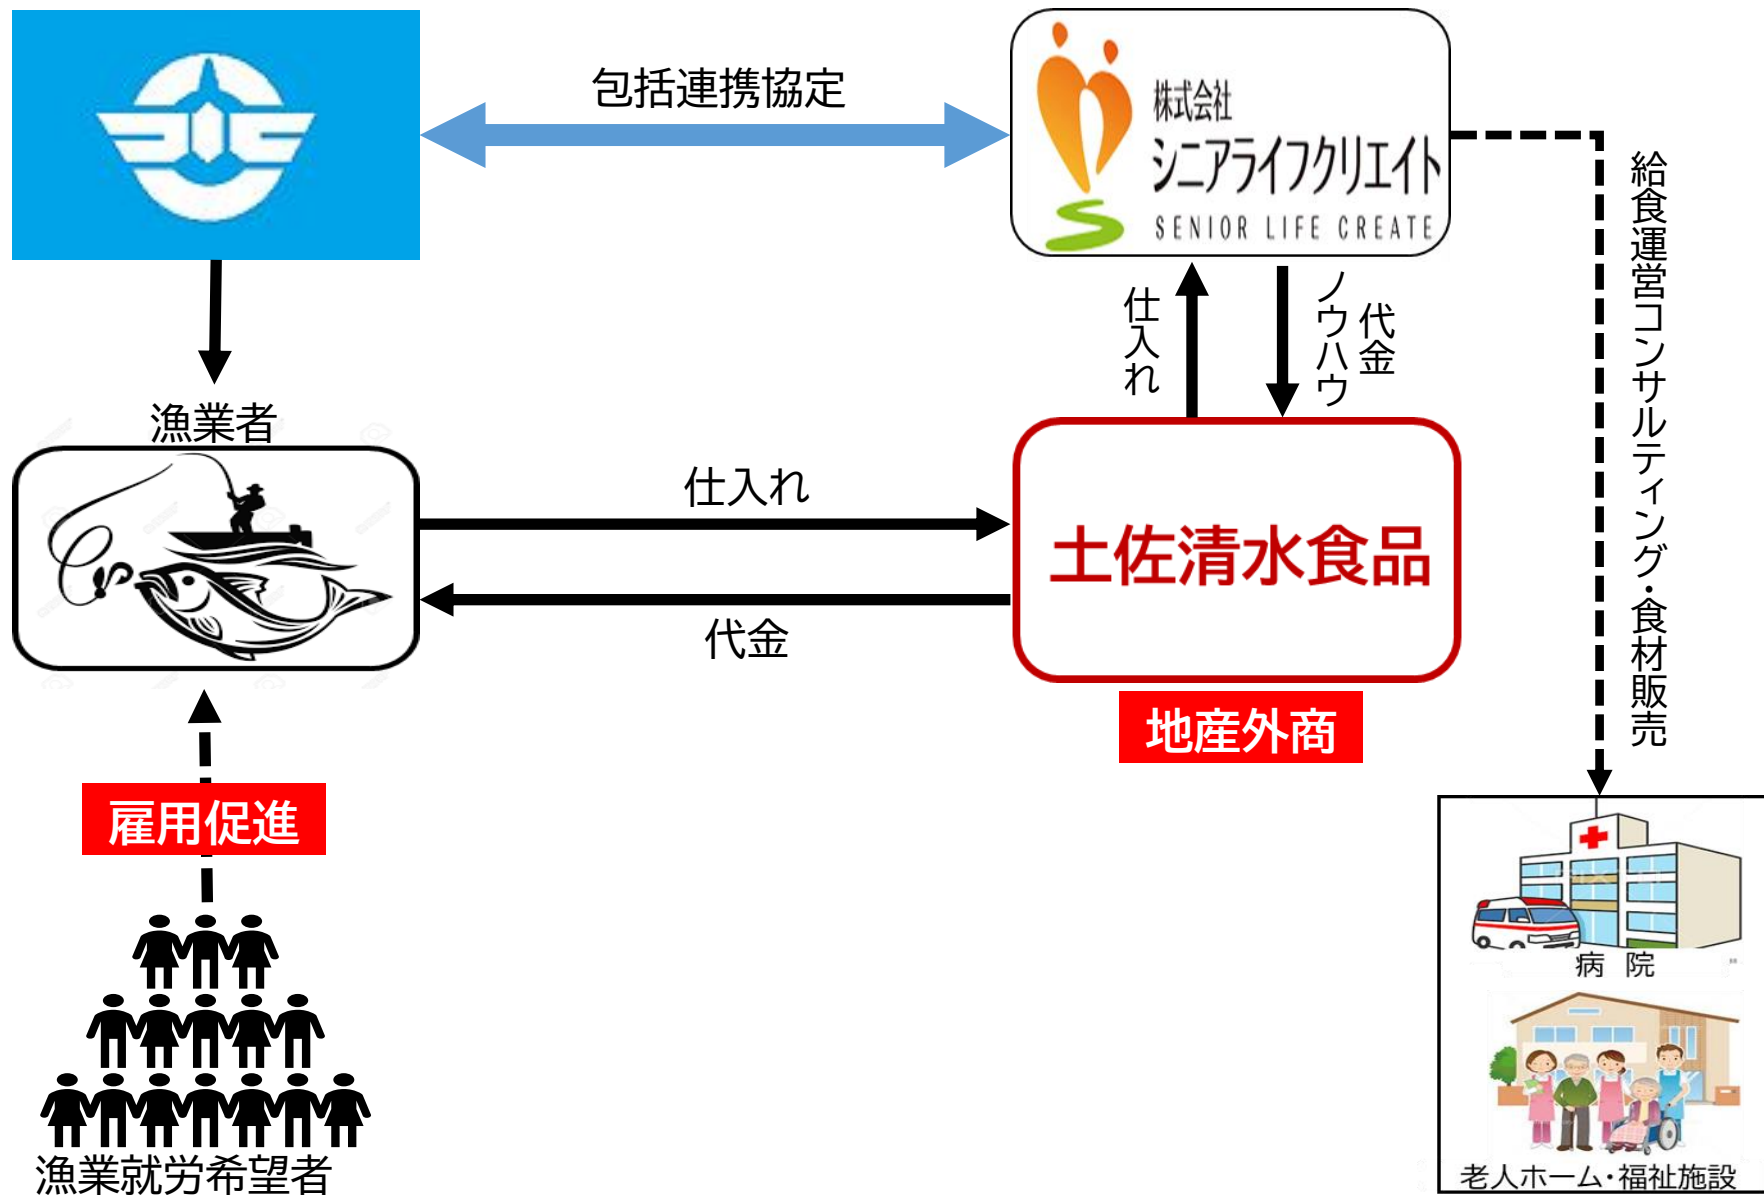 包括連携協定
株式会社
シニアライフクリエイト
SENIOR LIFE CREATE
給食運営コンサルティング・食材販売
仕入れ
ノウハウ
代金
漁業者
仕入れ
土佐清水食品
代金
地産外商
雇用促進
病 院
漁業就労希望者
老人ホーム・福祉施設